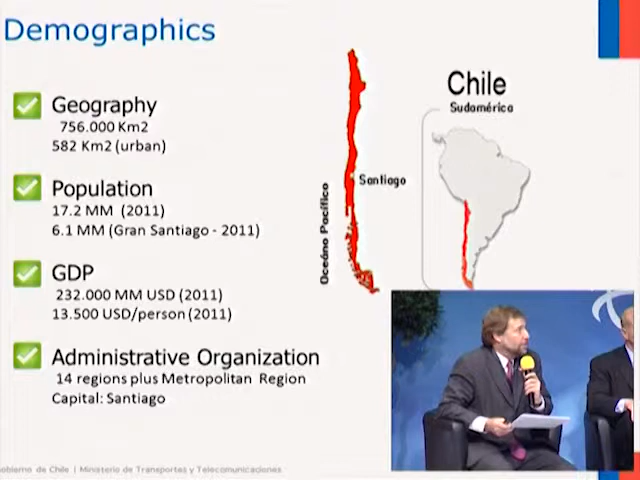 Demographics
Geography
756.000 Km2
582 Km2 (urban)
Population
17.2 MM (2011)
6.1 MM (Gran Santiago - 2011)
GDP
232.000 MM USD (2011)
13.500 USD/person (2011)
Administrative Organization
14 regions plus Metropolitan Region
Capital: Santiago
Chile
Sudamérica
Santiago
Oceáno Pacífico
obierno de Chile | Ministerio de Transportes y Telecomunicaciones